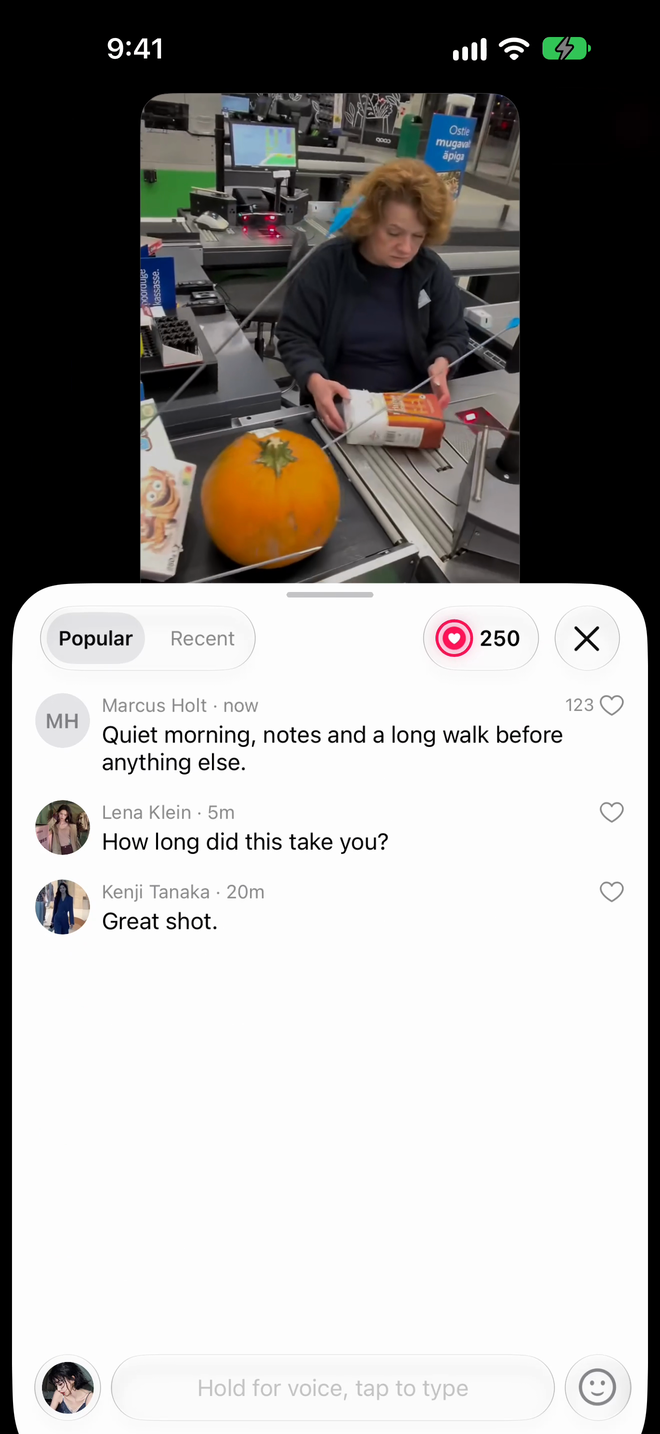 9:41
Ostle
mugavalt
äpiga
kassasse.
Popular
Recent
250
MH
Marcus Holt · now
123
Quiet morning, notes and a long walk before
anything else.
Lena Klein · 5m
How long did this take you?
Kenji Tanaka · 20m
Great shot.
Hold for voice, tap to type